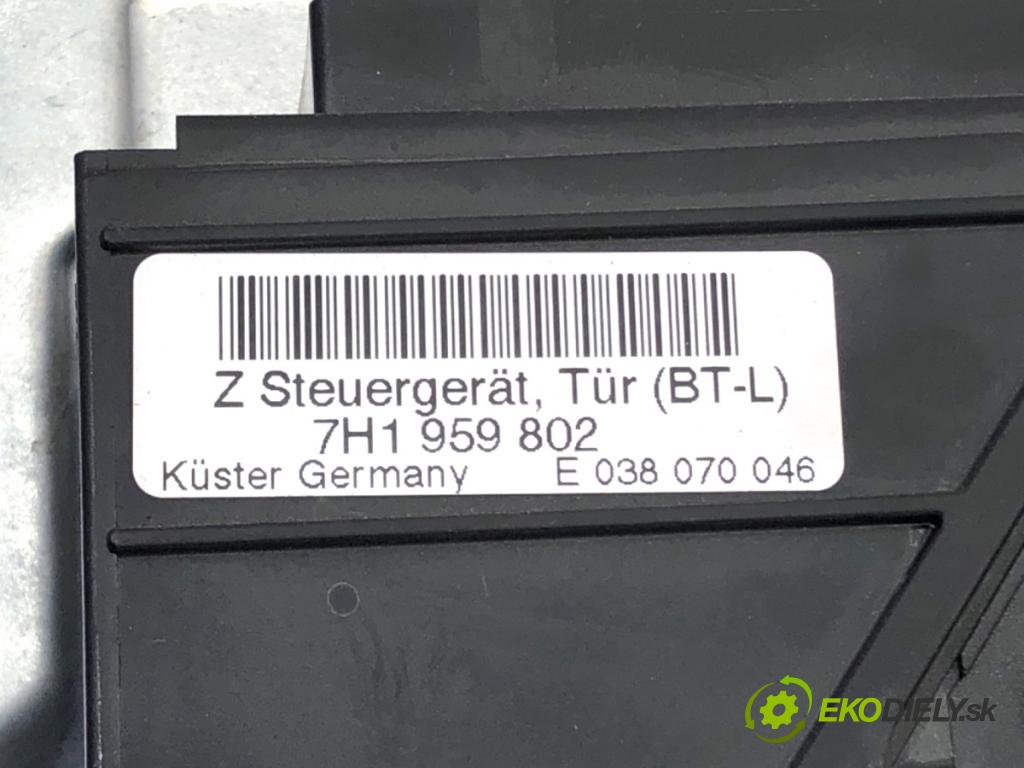 Z Steuergerät, Tür (BT-L)
7H1 959 802
Küster Germany E 038 070 046
EKODIELY.sk